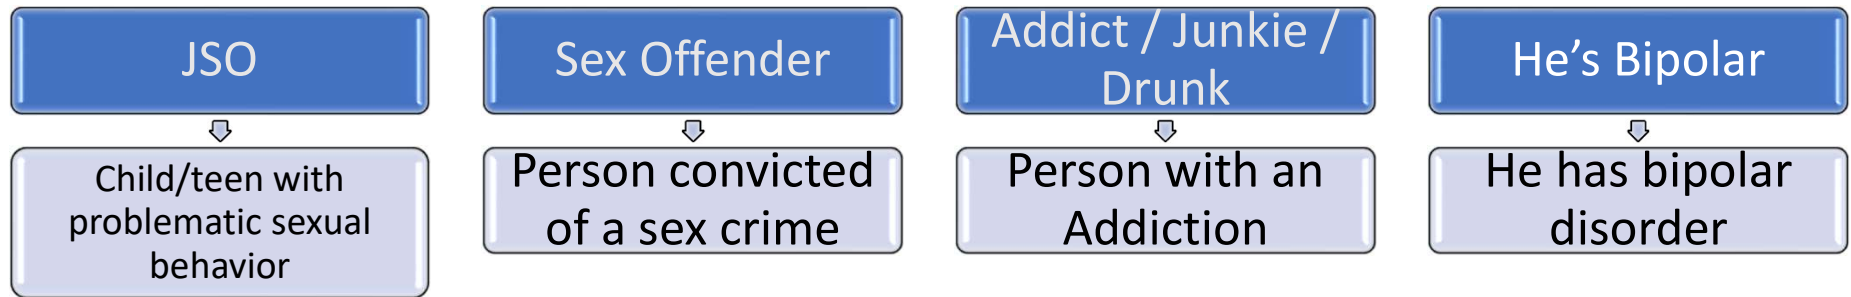 JSO
Child/teen with
problematic sexual
behavior
Sex Offender
Person convicted
of a sex crime
Addict / Junkie /
Drunk
Person with an
Addiction
He’s Bipolar
He has bipolar
disorder